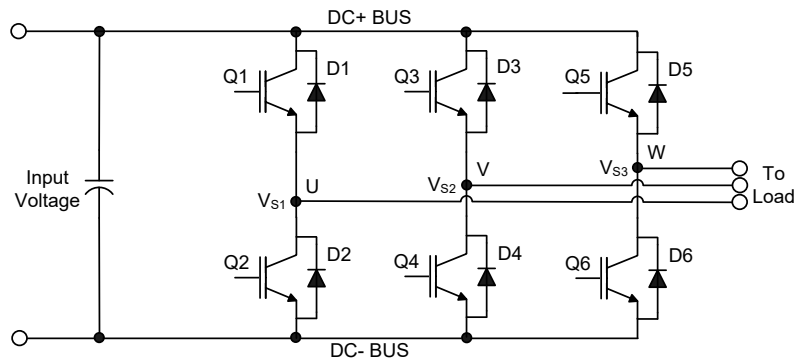 DC+ BUS
Q1
D1
Q3
D3
Q5
D5
Input
Voltage
U
V
W
VS1
VS2
VS3
To
Load
Q2
D2
Q4
D4
Q6
D6
DC- BUS